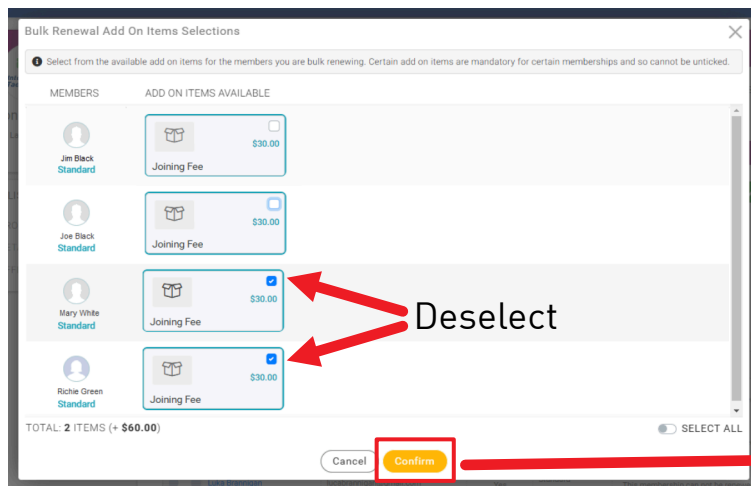 Bulk Renewal Add On Items Selections
Select from the available add on items for the members you are bulk renewing. Certain add on items are mandatory for certain memberships and so cannot be unticked.
MEMBERS ADD ON ITEMS AVAILABLE
$30.00
Jim Black
Standard
Joining Fee
$30.00
Joe Black
Standard
Joining Fee
$30.00
Mary White
Standard
Joining Fee
Deselect
$30.00
Richie Green
Standard
Joining Fee
TOTAL: 2 ITEMS (+ $60.00)
SELECT ALL
Cancel Confirm